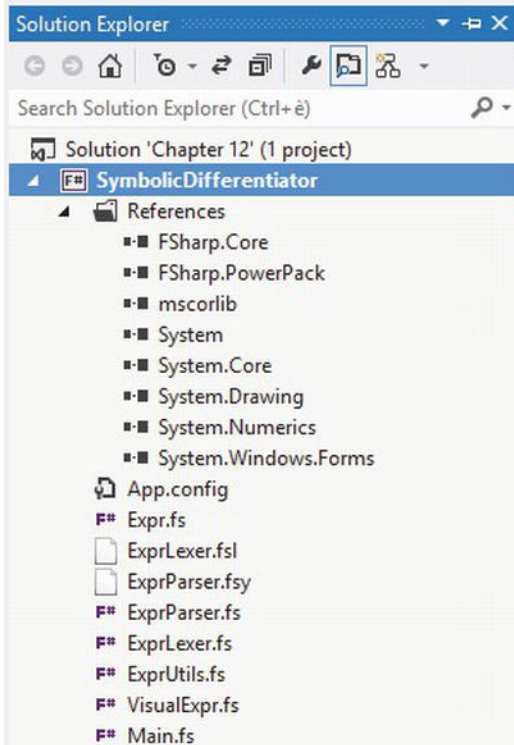 Solution Explorer
Search Solution Explorer (Ctrl+è)
Solution 'Chapter 12' (1 project)
F# SymbolicDifferentiator
References
FSharp.Core
FSharp.PowerPack
mscorlib
System
System.Core
System.Drawing
System.Numerics
System.Windows.Forms
App.config
F# Expr.fs
ExprLexer.fsl
ExprParser.fsy
F# ExprParser.fs
F# ExprLexer.fs
F# ExprUtils.fs
F# VisualExpr.fs
F# Main.fs